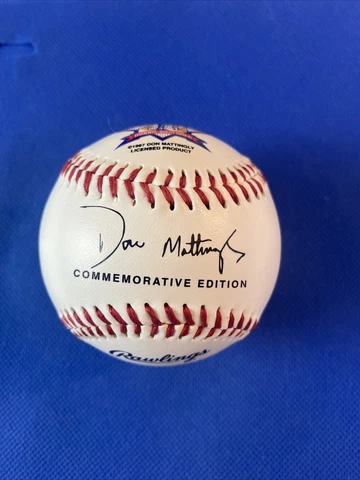 ©1997 DON MATTINGLY
LICENSED PRODUCT
Don Mattingly
COMMEMORATIVE EDITION
Rawlings